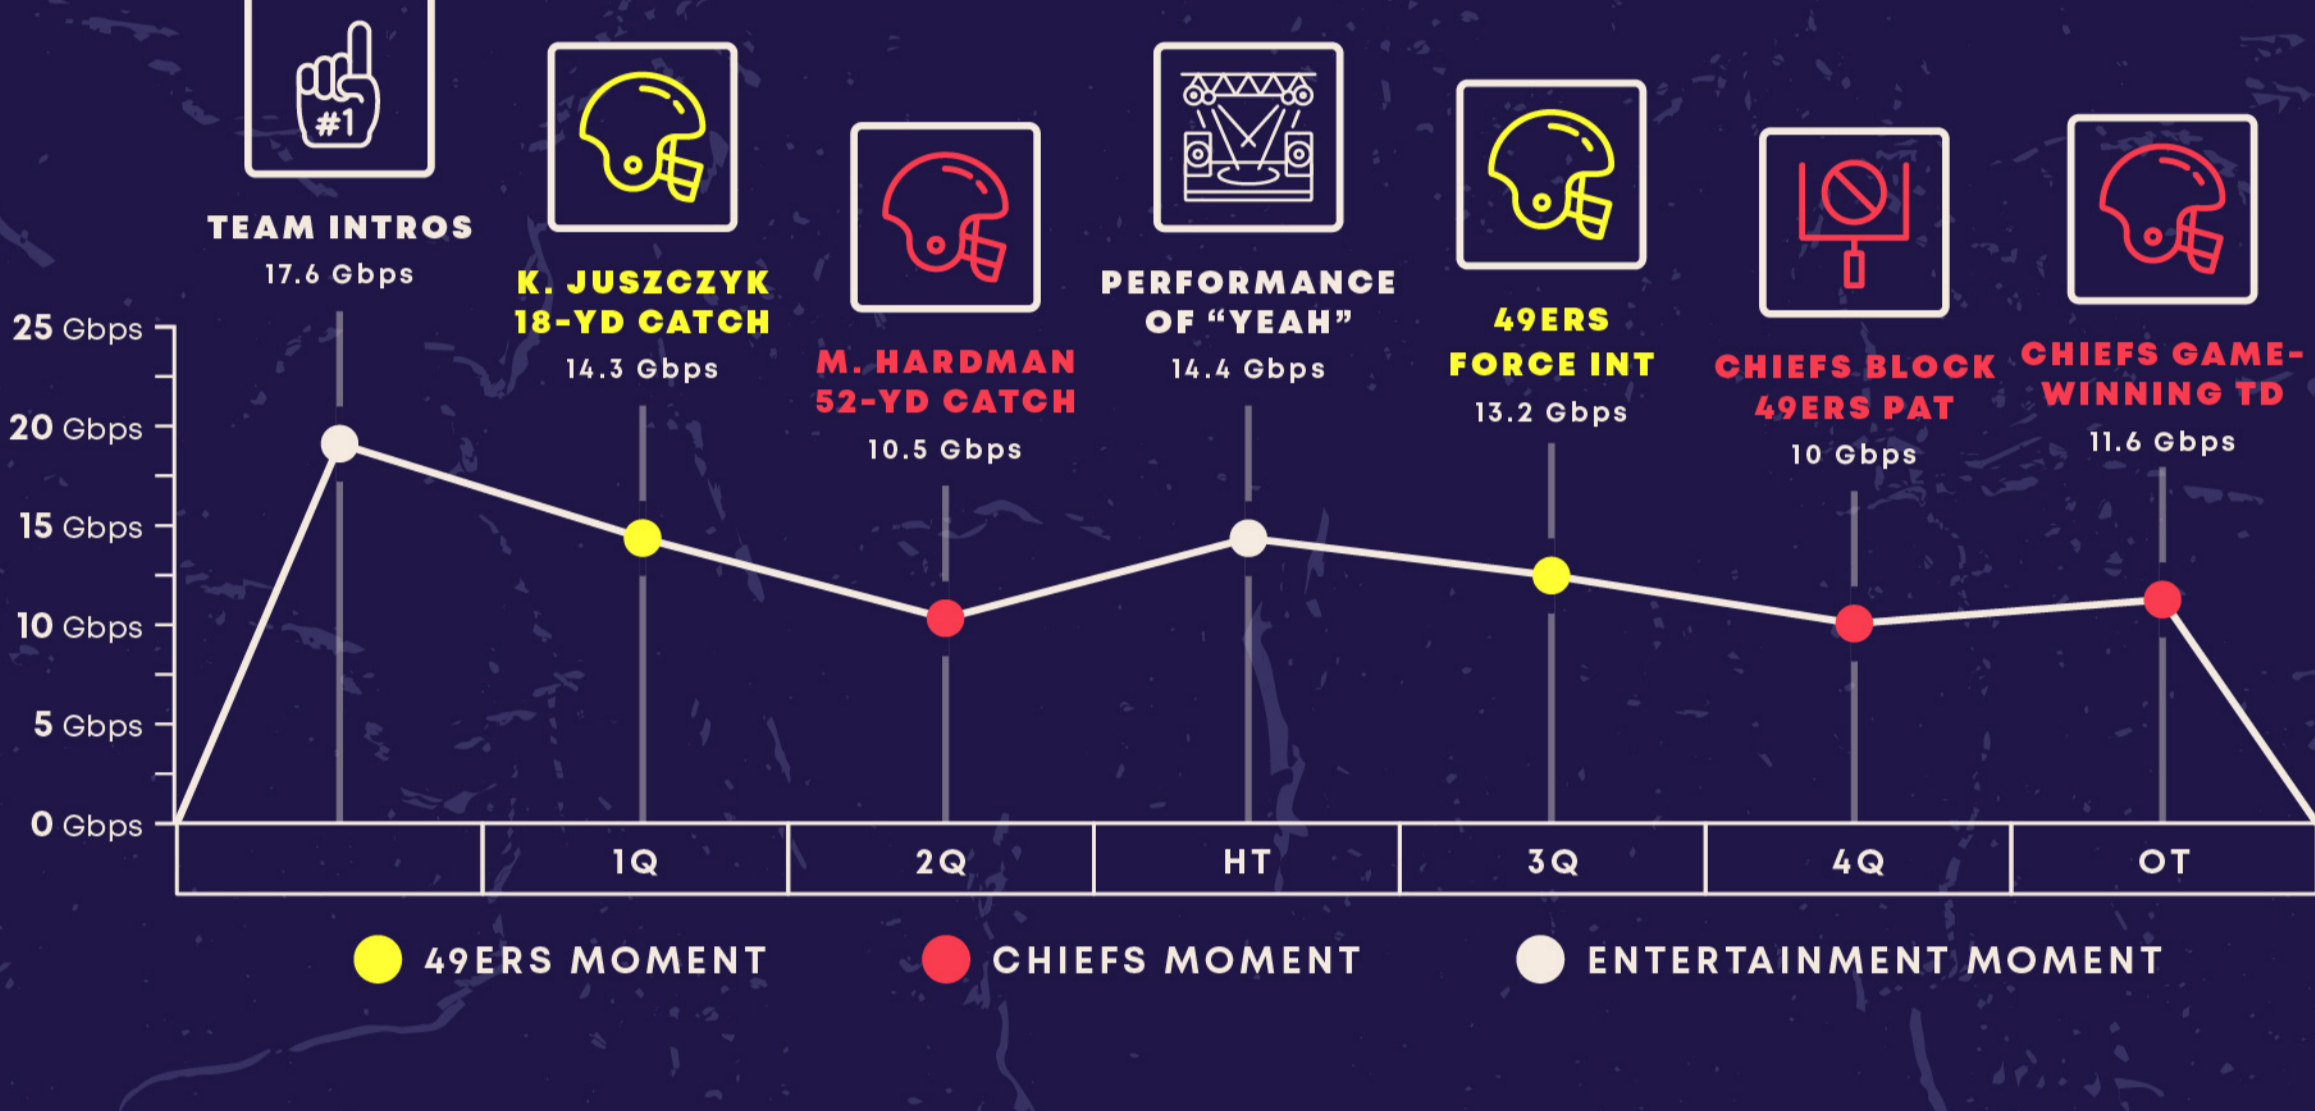 #1
TEAM INTROS
17.6 Gbps
K. JUSZCZYK
18-YD CATCH
14.3 Gbps
M. HARDMAN
52-YD CATCH
10.5 Gbps
PERFORMANCE
OF “YEAH”
14.4 Gbps
49ERS
FORCE INT
13.2 Gbps
CHIEFS BLOCK
49ERS PAT
10 Gbps
CHIEFS GAME-
WINNING TD
11.6 Gbps
25 Gbps
20 Gbps
15 Gbps
10 Gbps
5 Gbps
0 Gbps
1Q
2Q
HT
3Q
4Q
OT
49ERS MOMENT
CHIEFS MOMENT
ENTERTAINMENT MOMENT